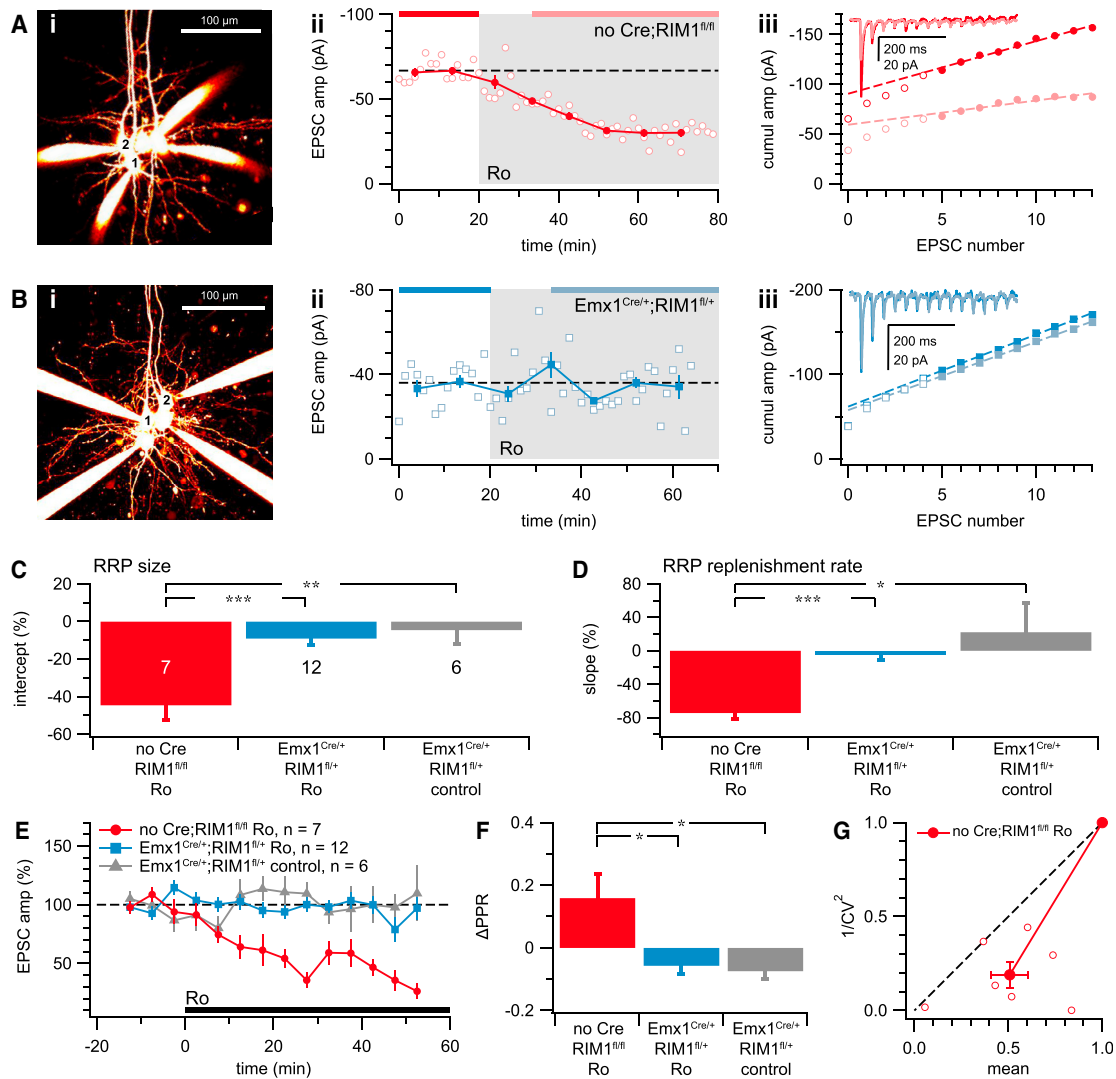 A
i
100 µm
2
1
ii
-100
-50
0
EPSC amp (pA)
no Cre;RIM1fl/fl
Ro
0 20 40 60 80
time (min)
iii
-150
-100
-50
0
cumul amp (pA)
200 ms
20 pA
0 5 10
EPSC number
B
i
100 µm
2
1
ii
-80
-40
0
EPSC amp (pA)
Emx1Cre/+;RIM1fl/+
Ro
0 20 40 60
time (min)
iii
-200
-100
0
cumul amp (pA)
200 ms
20 pA
0 5 10
EPSC number
C
RRP size
20
0
-20
-40
-60
intercept (%)
**
***
7 12 6
no Cre
RIM1fl/fl
Ro
Emx1Cre/+
RIM1fl/+
Ro
Emx1Cre/+
RIM1fl/+
control
D
RRP replenishment rate
80
40
0
-40
-80
slope (%)
*
***
no Cre
RIM1fl/fl
Ro
Emx1Cre/+
RIM1fl/+
Ro
Emx1Cre/+
RIM1fl/+
control
E
no Cre;RIM1fl/fl Ro, n = 7
Emx1Cre/+;RIM1fl/+ Ro, n = 12
Emx1Cre/+;RIM1fl/+ control, n = 6
150
100
50
EPSC amp (%)
Ro
-20 0 20 40 60
time (min)
F
0.4
0.2
0
-0.2
ΔPPR
*
*
no Cre
RIM1fl/fl
Ro
Emx1Cre/+
RIM1fl/+
Ro
Emx1Cre/+
RIM1fl/+
control
G
no Cre;RIM1fl/fl Ro
1.0
0.5
0.0
1/CV2
0.0 0.5 1.0
mean